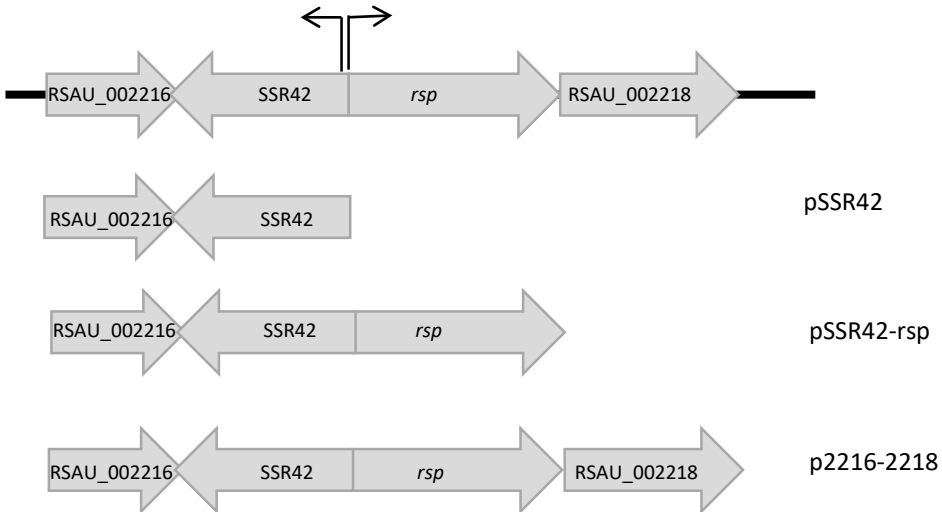 RSAU_002216 SSR42 rsp RSAU_002218
RSAU_002216 SSR42 pSSR42
RSAU_002216 SSR42 rsp pSSR42-rsp
RSAU_002216 SSR42 rsp RSAU_002218 p2216-2218